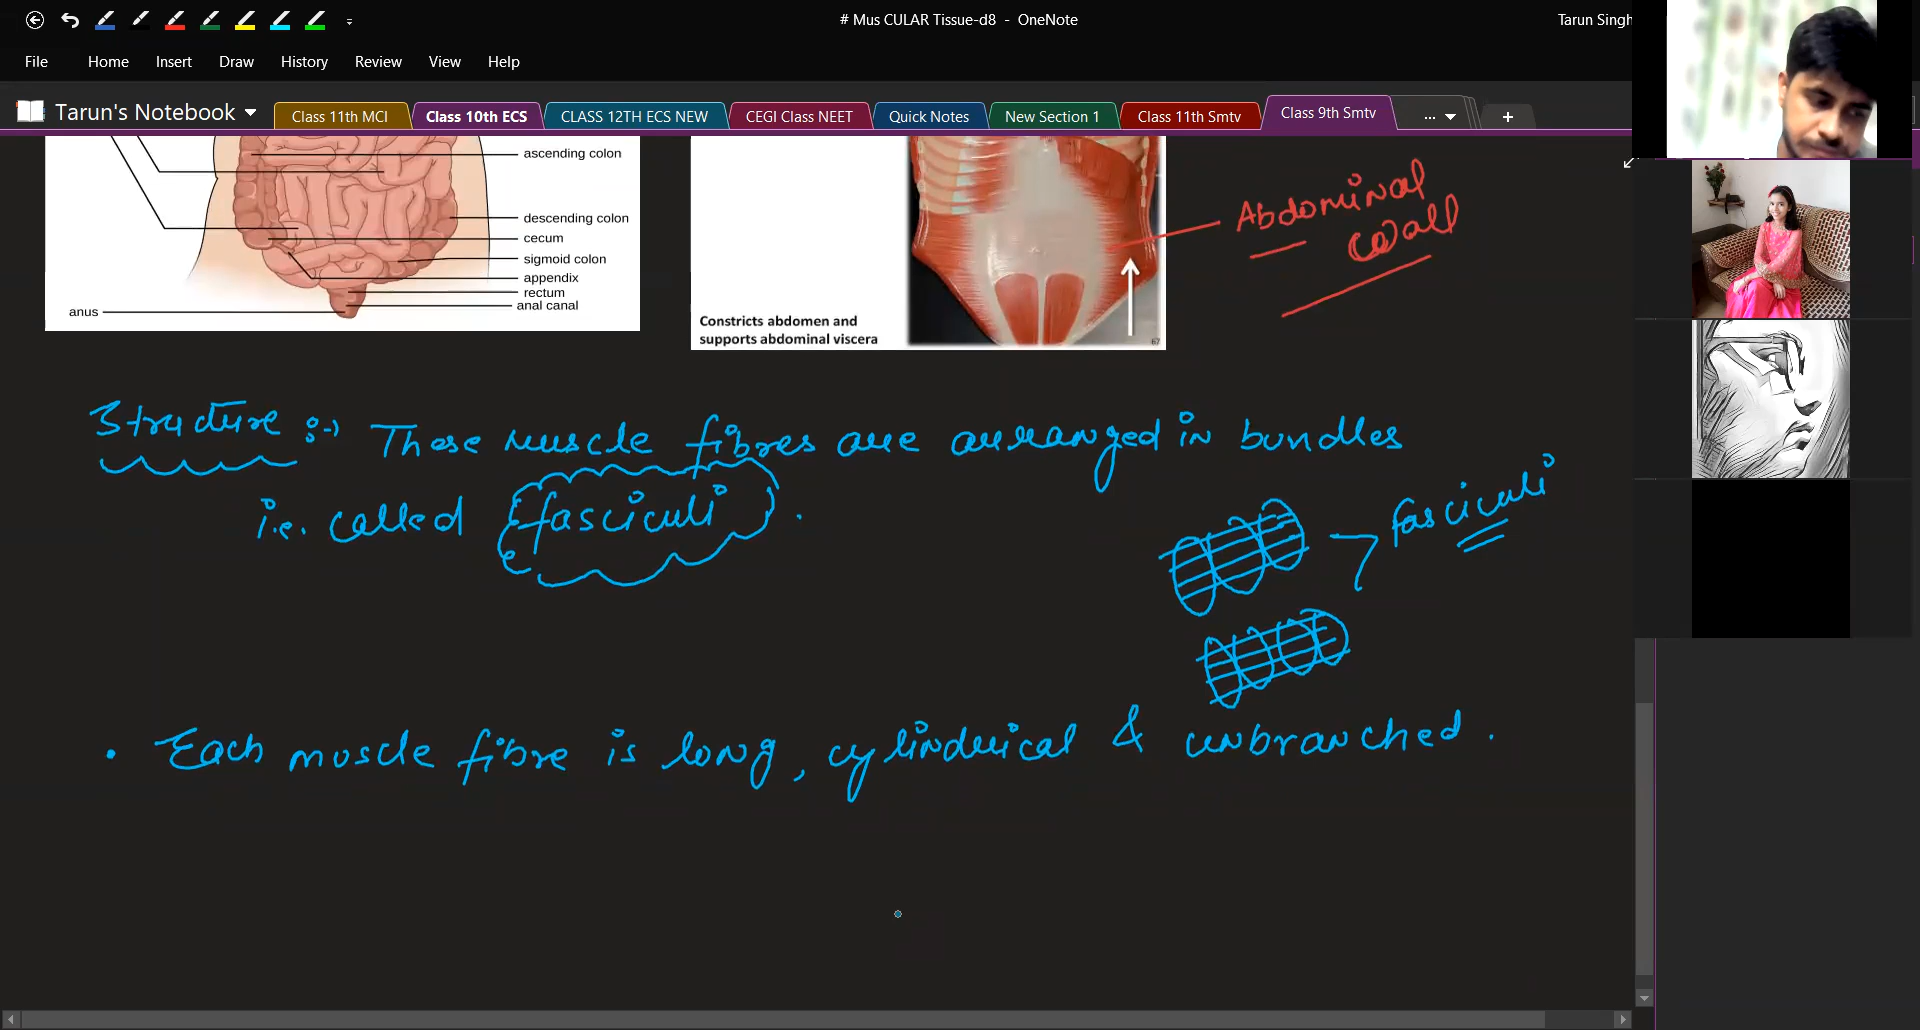 # Mus CULAR Tissue-d8 - OneNote
Tarun Singh
File Home Insert Draw History Review View Help
Tarun's Notebook
Class 11th MCI
Class 10th ECS
CLASS 12TH ECS NEW
CEGI Class NEET
Quick Notes
New Section 1
Class 11th Smtv
Class 9th Smtv
...
+
ascending colon
descending colon
cecum
sigmoid colon
appendix
rectum
anal canal
anus
Constricts abdomen and
supports abdominal viscera
67
Abdominal
wall
Structure :-) These muscle fibres are arranged in bundles
i.e. called fasciculi .
fasciculi
• Each muscle fibre is long, cylindrical & unbranched.